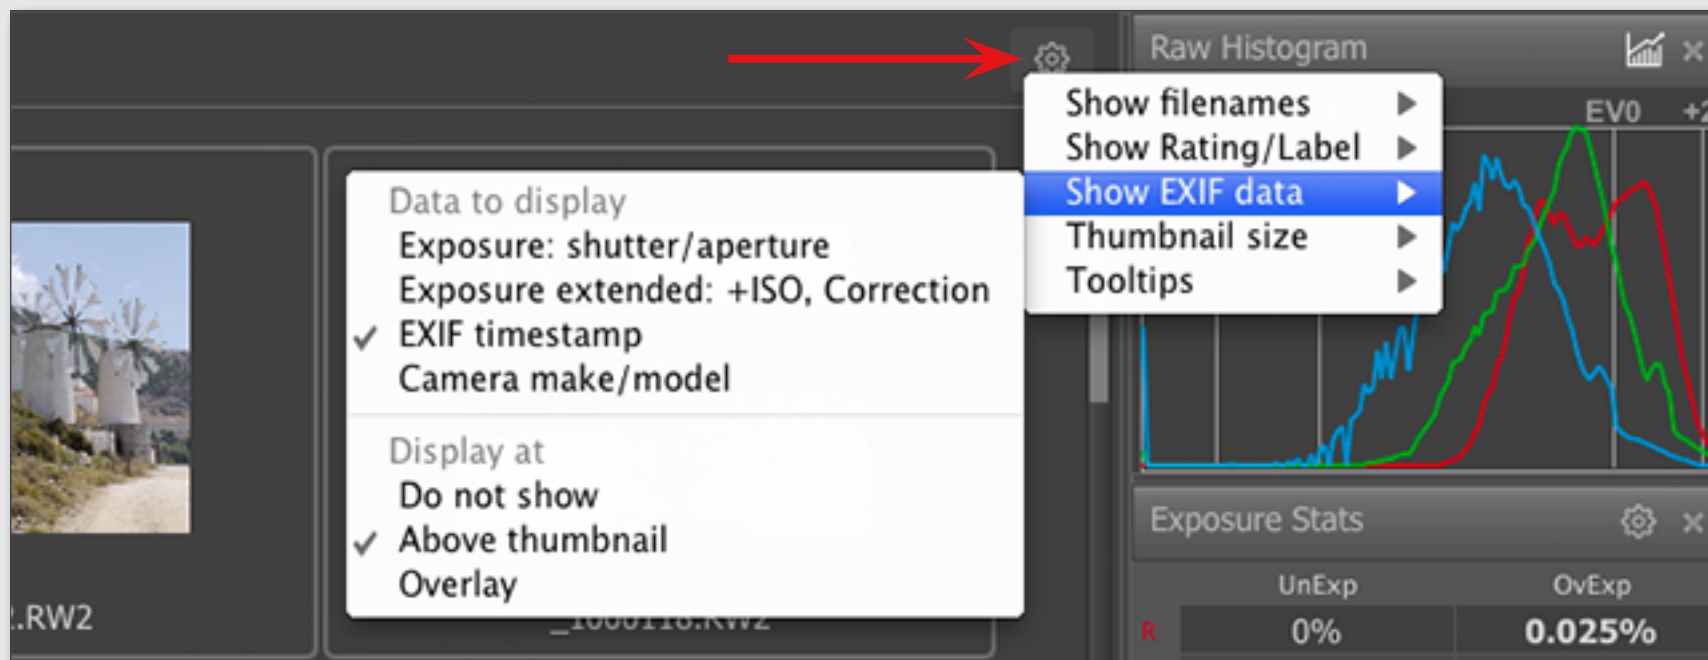 Raw Histogram
EV0
Show filenames
Show Rating/Label
Show EXIF data
Thumbnail size
Tooltips
Data to display
Exposure: shutter/aperture
Exposure extended: +ISO, Correction
EXIF timestamp
Camera make/model
Display at
Do not show
Above thumbnail
Overlay
.RW2
_1060118.RW2
Exposure Stats
UnExp OvExp
R 0% 0.025%